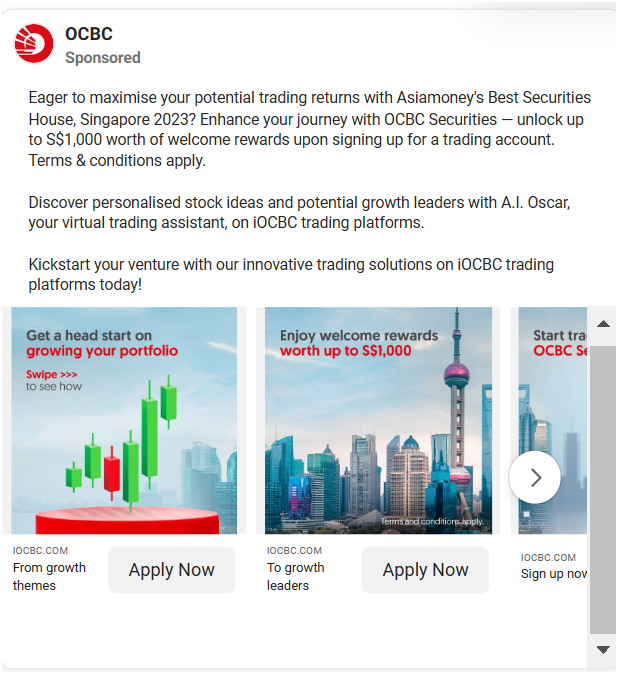 OCBC
Sponsored
Eager to maximise your potential trading returns with Asiamoney's Best Securities
House, Singapore 2023? Enhance your journey with OCBC Securities — unlock up
to S$1,000 worth of welcome rewards upon signing up for a trading account.
Terms & conditions apply.
Discover personalised stock ideas and potential growth leaders with A.I. Oscar,
your virtual trading assistant, on iOCBC trading platforms.
Kickstart your venture with our innovative trading solutions on iOCBC trading
platforms today!
Get a head start on
growing your portfolio
Swipe >>>
to see how
IOCBC.COM
From growth
themes
Apply Now
Enjoy welcome rewards
worth up to S$1,000
Terms and conditions apply.
IOCBC.COM
To growth
leaders
Apply Now
Start
OCBC
IOCBC.COM
Sign up now